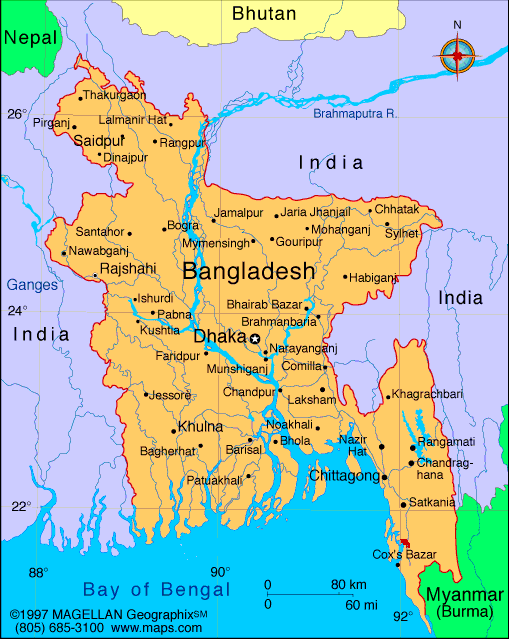 Bhutan
Nepal
N
Thakurgaon
26°
Lalmanir Hat
Brahmaputra R.
Pirganj
Saidpur
Rangpur
Dinajpur
India
Jamalpur
Jaria Jhanjail
Chhatak
Bogra
Santahar
Mohanganj
Sylhet
Mymensingh
Gouripur
Nawabganj
Rajshahi
Bangladesh
Habiganj
Ganges
Ishurdi
India
Bhairab Bazar
24°
Pabna
Brahmanbaria
Kushtia
India
Dhaka
Narayanganj
Faridpur
Munshiganj
Comilla
Chandpur
Khagrachbari
Jessore
Laksham
Khulna
Noakhali
Nazir
Hat
Bhola
Rangamati
Bagherhat
Barisal
Chandrag-
hana
Patuakhali
Chittagong
Satkania
22°
Cox's Bazar
88°
90°
Bay of Bengal
0 80 km
0 60 mi
92°
Myanmar
(Burma)
©1997 MAGELLAN Geographix℠
(805) 685-3100 www.maps.com